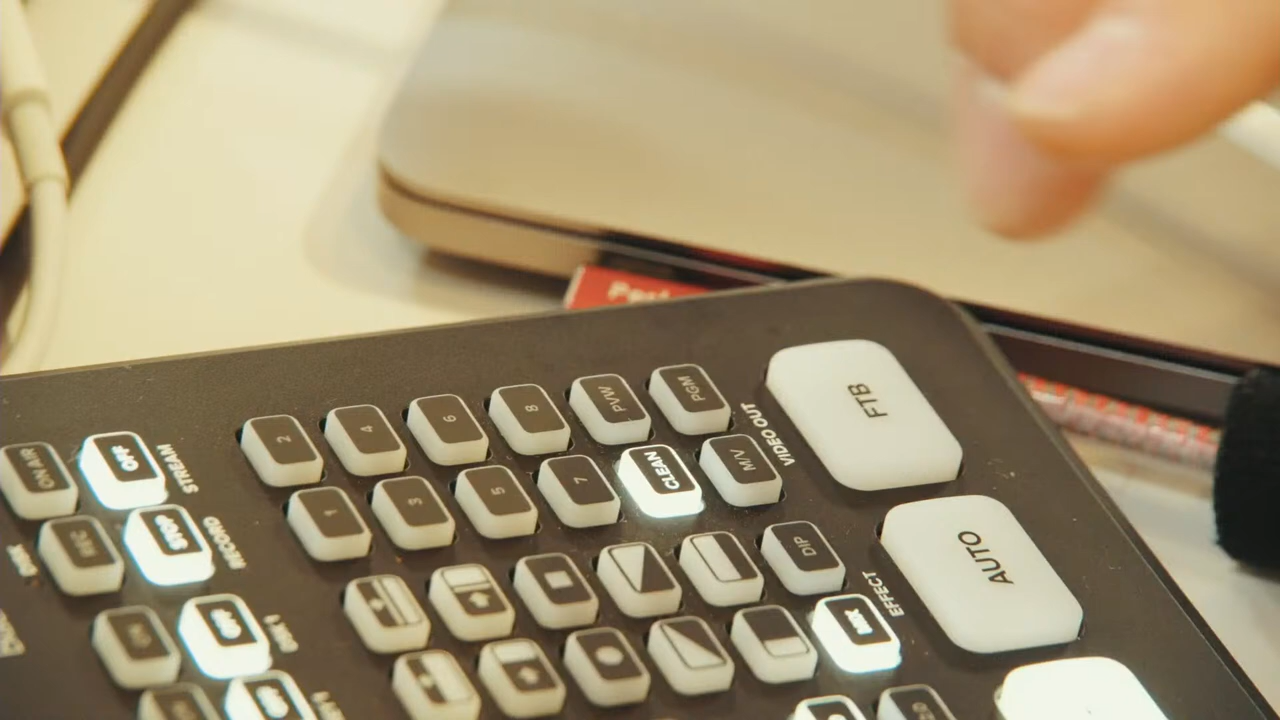 ON AIR
OFF
STREAM
2
4
6
8
PVW
PGM
VIDEO OUT
FTB
REC
STOP
RECORD
1
3
5
7
CLEAN
M/V
DIP
EFFECT
AUTO
ON
OFF
DSK 1
MIX